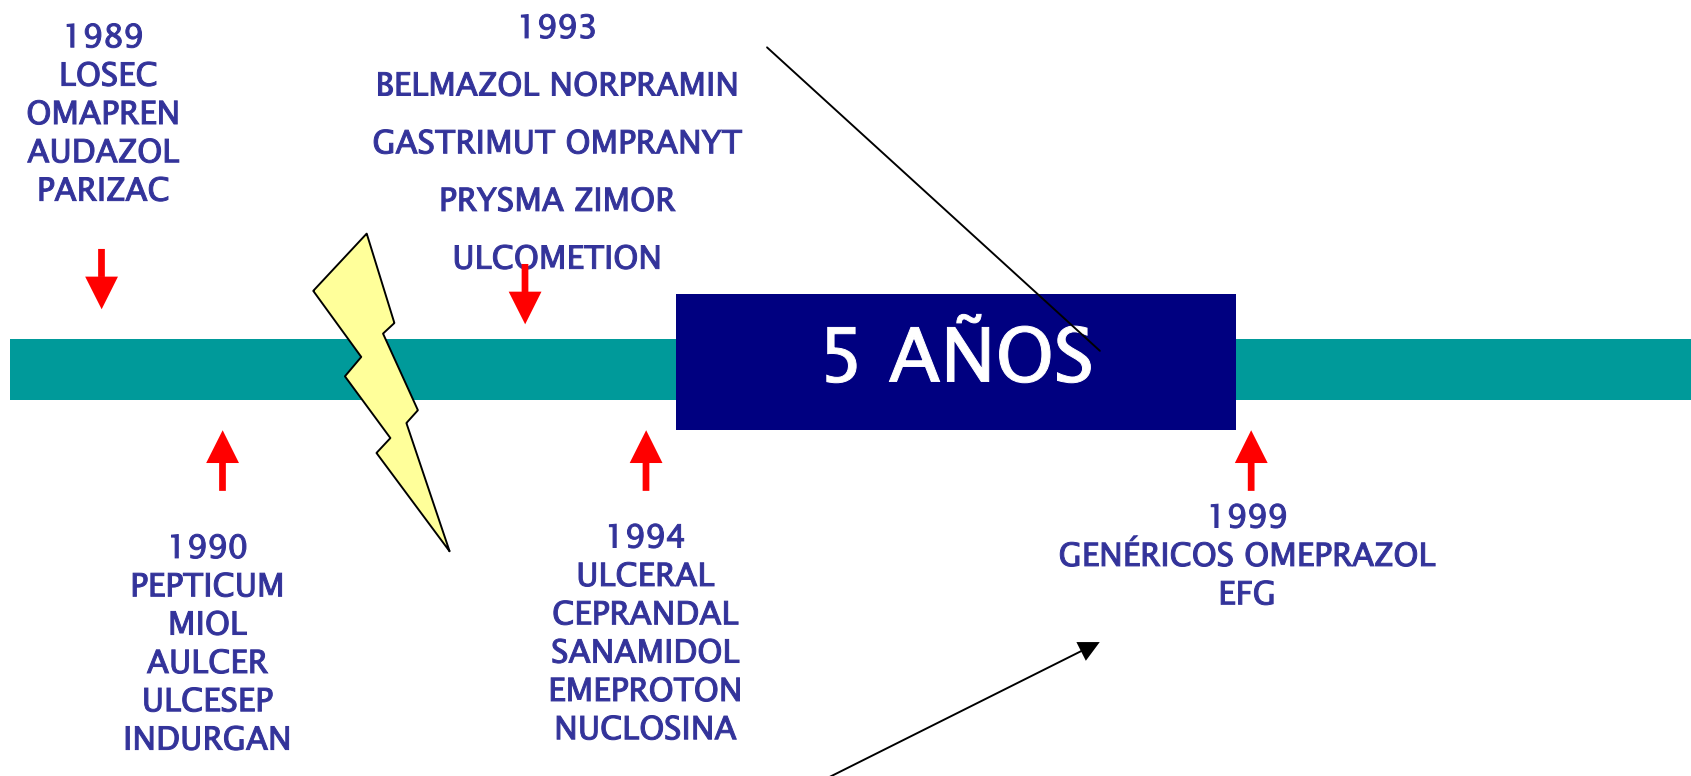 1989
LOSEC
OMAPREN
AUDAZOL
PARIZAC
1993
BELMAZOL NORPRAMIN
GASTRIMUT OMPRANYT
PRYSMA ZIMOR
ULCOMETION
5 AÑOS
1990
PEPTICUM
MIOL
AULCER
ULCESEP
INDURGAN
1994
ULCERAL
CEPRANDAL
SANAMIDOL
EMEPROTON
NUCLOSINA
1999
GENÉRICOS OMEPRAZOL
EFG